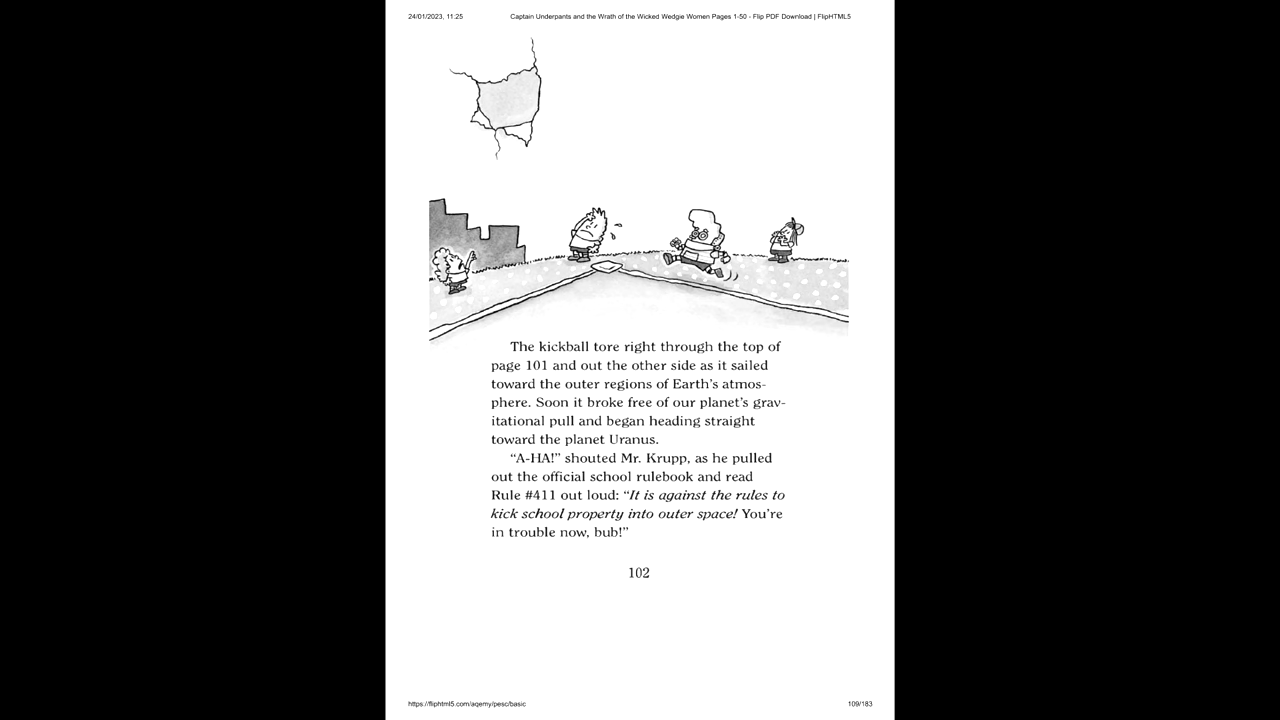 24/01/2023, 11:25
Captain Underpants and the Wrath of the Wicked Wedgie Women Pages 1-50 - Flip PDF Download | FlipHTML5
The kickball tore right through the top of
page 101 and out the other side as it sailed
toward the outer regions of Earth’s atmos-
phere. Soon it broke free of our planet’s grav-
itational pull and began heading straight
toward the planet Uranus.
“A-HA!” shouted Mr. Krupp, as he pulled
out the official school rulebook and read
Rule #411 out loud: “It is against the rules to
kick school property into outer space! You’re
in trouble now, bub!”
102
https://fliphtml5.com/aqemy/pesc/basic
109/183